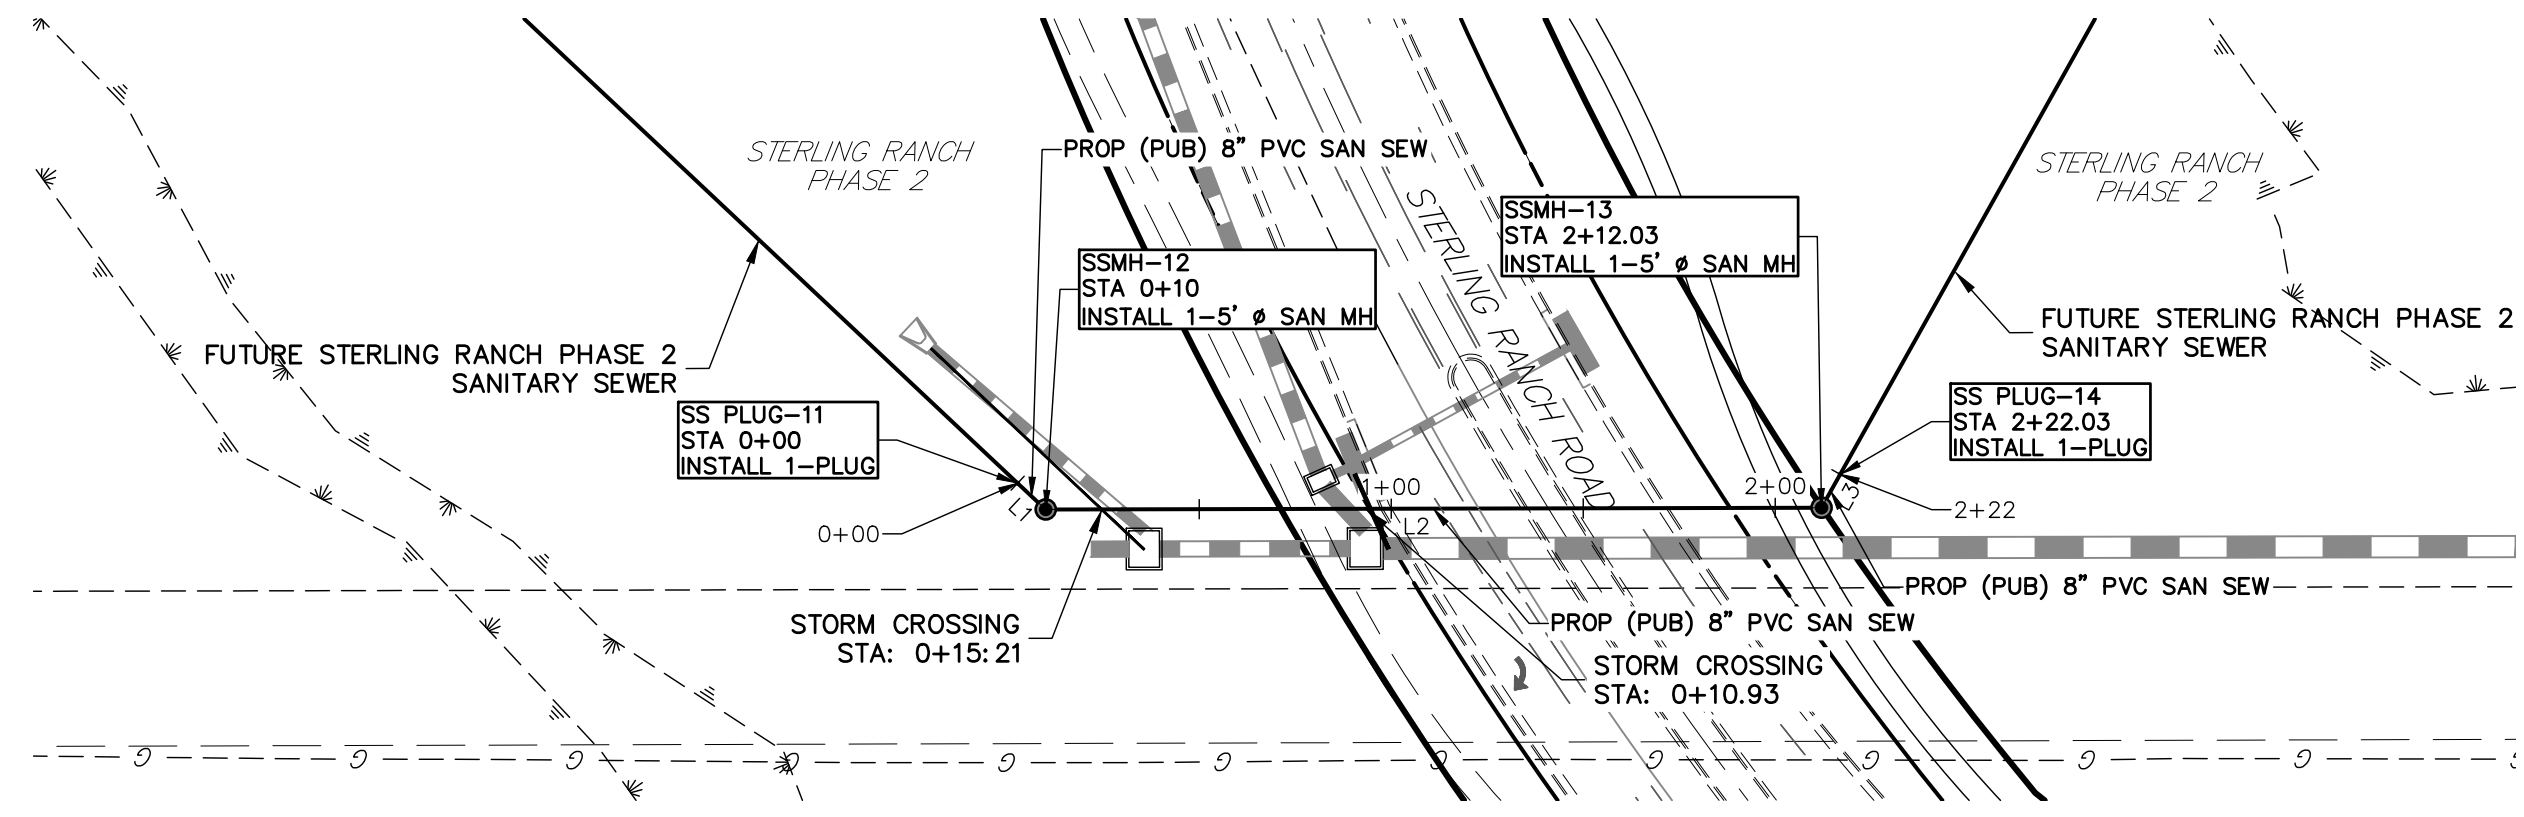 STERLING RANCH
PHASE 2
PROP (PUB) 8" PVC SAN SEW
STERLING RANCH
PHASE 2
SSMH-13
STA 2+12.03
INSTALL 1-5' ø SAN MH
SSMH-12
STA 0+10
INSTALL 1-5' ø SAN MH
STERLING RANCH ROAD
FUTURE STERLING RANCH PHASE 2
SANITARY SEWER
FUTURE STERLING RANCH PHASE 2
SANITARY SEWER
SS PLUG-11
STA 0+00
INSTALL 1-PLUG
SS PLUG-14
STA 2+22.03
INSTALL 1-PLUG
1+00
2+00
L1
L2
L3
0+00
2+22
PROP (PUB) 8" PVC SAN SEW
PROP (PUB) 8" PVC SAN SEW
STORM CROSSING
STA: 0+15:21
STORM CROSSING
STA: 0+10.93
G G G G G G G G G G G G